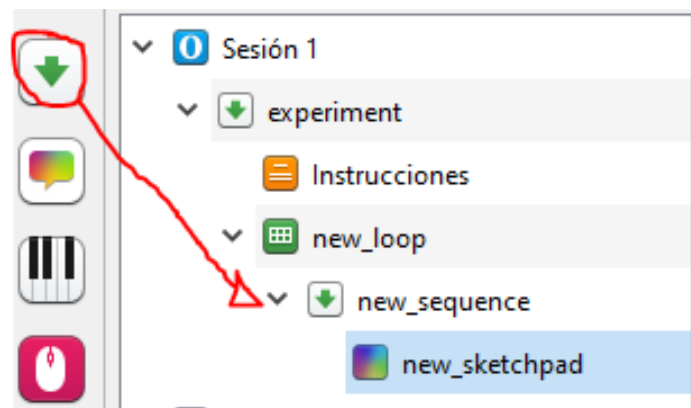 Sesión 1
experiment
Instrucciones
new_loop
new_sequence
new_sketchpad